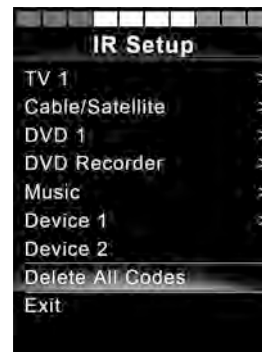 IR Setup
TV 1 >
Cable/Satellite >
DVD 1 >
DVD Recorder >
Music >
Device 1 >
Device 2
Delete All Codes
Exit